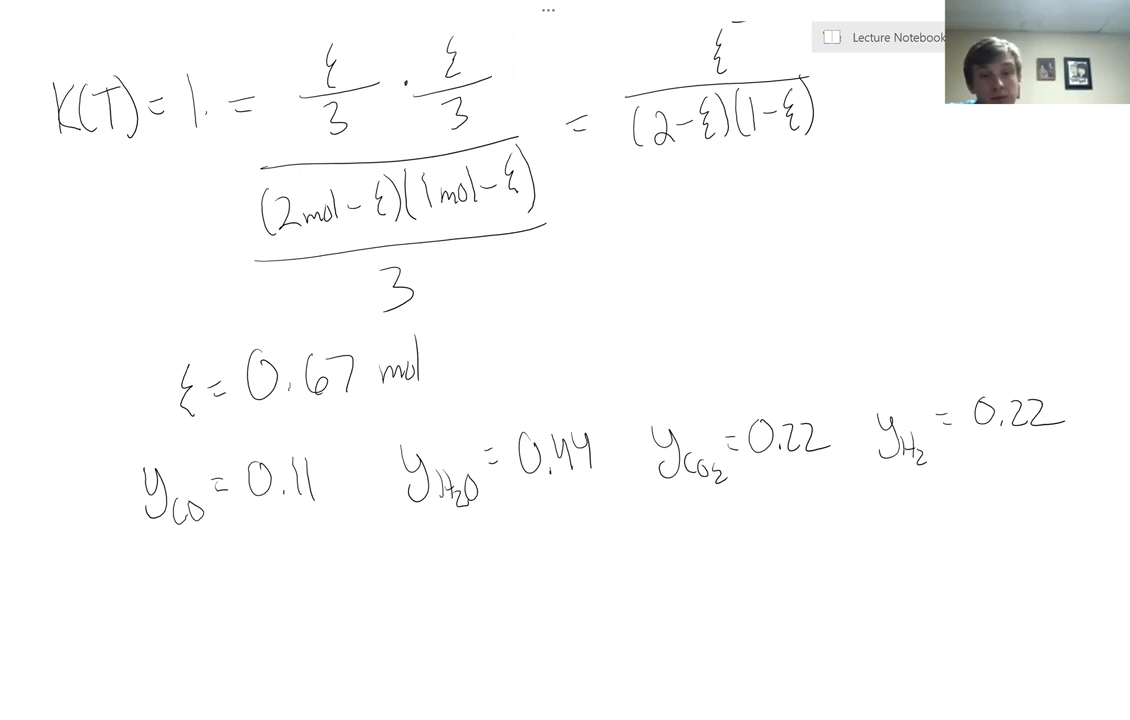 Lecture Notebook
K(T) = 1. = ξ/3 · ξ/3 / (2mol - ξ)(1mol - ξ)/3 = ξ/(2-ξ)(1-ξ)
ξ = 0.67 mol
y_CO = 0.11 y_H2O = 0.44 y_CO2 = 0.22 y_H2 = 0.22